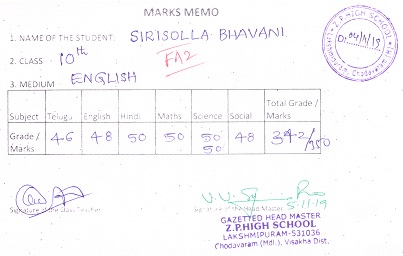 MARKS MEMO
1. NAME OF THE STUDENT: SIRISOLLA BHAVANI
2. CLASS : 10th FA2
3. MEDIUM ENGLISH
Subject Telugu English Hindi Maths Science Social Total Grade / Marks
Grade / Marks 46 48 50 50 50 50 48 342/350
Signature of the Class Teacher
Signature of the Head Master
5-11-19
GAZETTED HEAD MASTER
Z.P.HIGH SCHOOL
LAKSHMIPURAM-531036
Chodavaram (Mdl.), Visakha Dist.
Z.P.HIGH SCHOOL